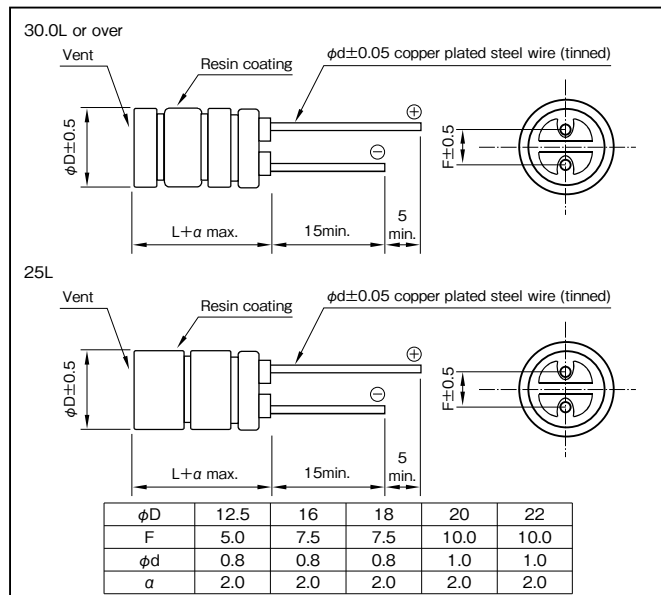 30.0L or over
Vent
Resin coating
φd±0.05 copper plated steel wire (tinned)
φD±0.5
⊕
⊖
F±0.5
L+α max.
15min.
5
min.
25L
Vent
Resin coating
φd±0.05 copper plated steel wire (tinned)
φD±0.5
⊕
⊖
F±0.5
L+α max.
15min.
5
min.
φD 12.5 16 18 20 22
F 5.0 7.5 7.5 10.0 10.0
φd 0.8 0.8 0.8 1.0 1.0
α 2.0 2.0 2.0 2.0 2.0